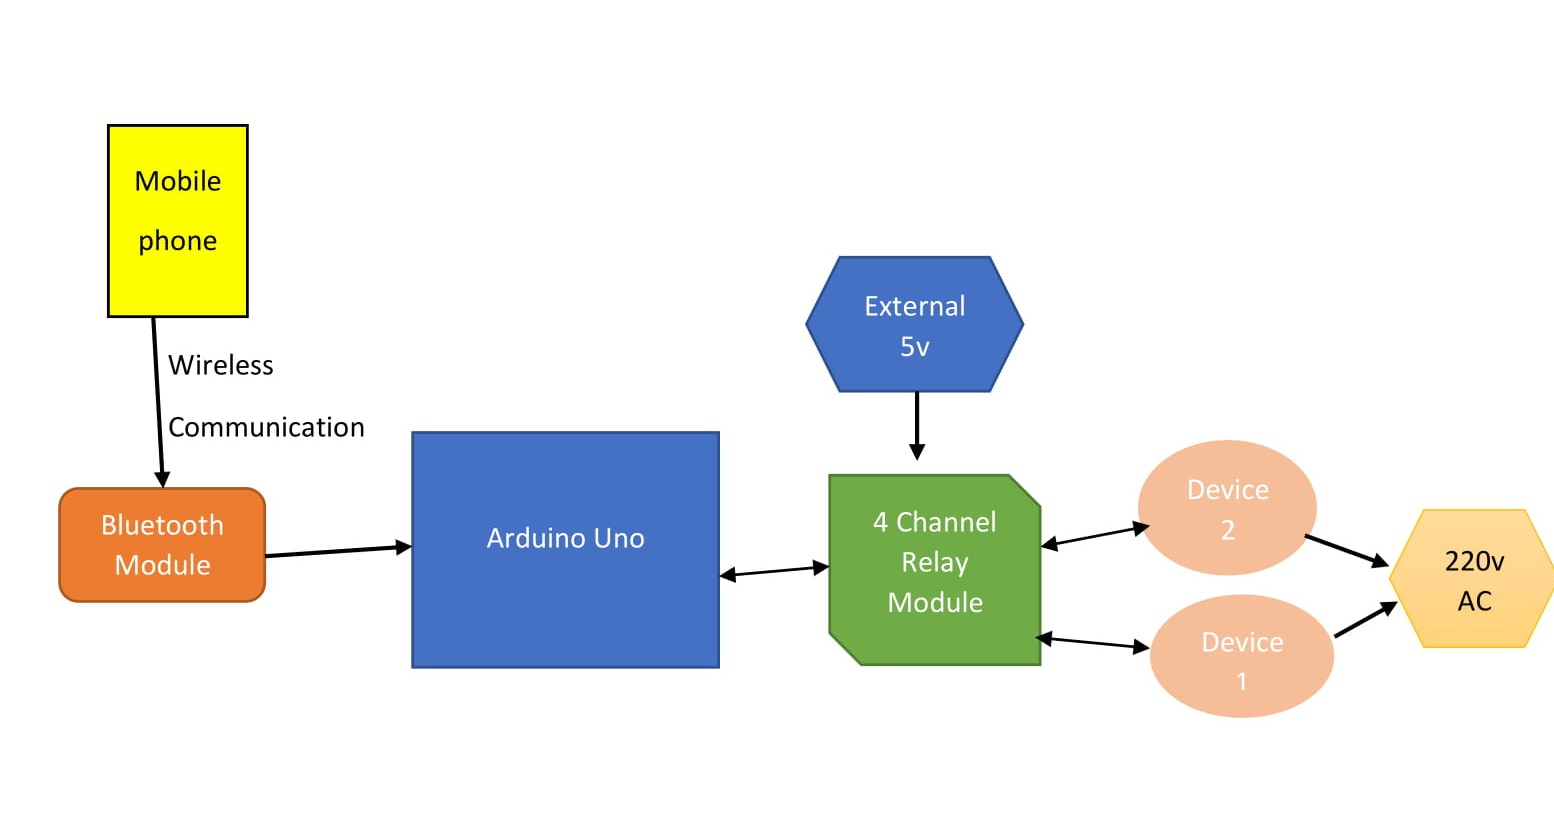 Mobile
phone
Wireless
Communication
Bluetooth
Module
Arduino Uno
External
5v
4 Channel
Relay
Module
Device
2
Device
1
220v
AC